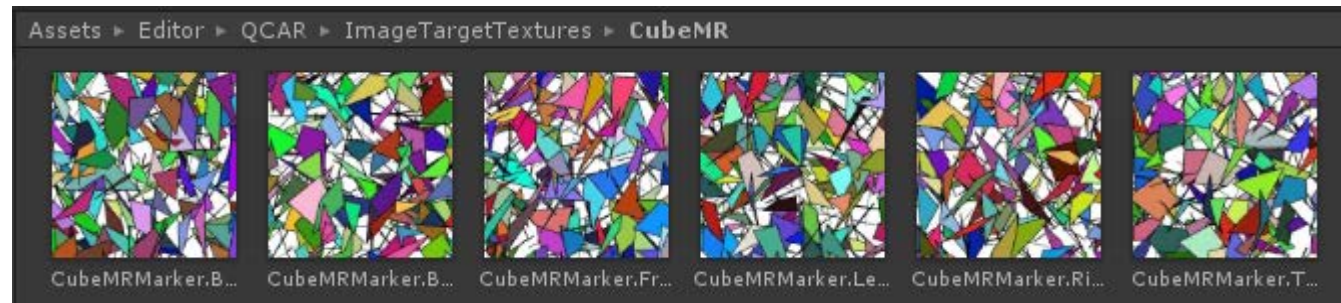 Assets ▸ Editor ▸ QCAR ▸ ImageTargetTextures ▸ CubeMR
CubeMRMarker.B... CubeMRMarker.B... CubeMRMarker.Fr... CubeMRMarker.Le... CubeMRMarker.Ri... CubeMRMarker.T...